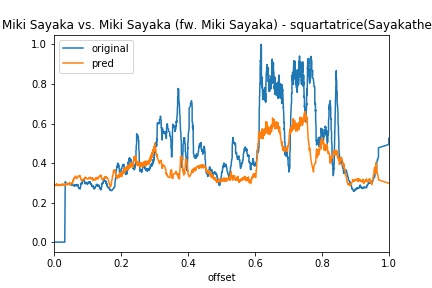 Miki Sayaka vs. Miki Sayaka (fw. Miki Sayaka) - squartatrice(Sayakathe
original
pred
1.0
0.8
0.6
0.4
0.2
0.0
0.0 0.2 0.4 0.6 0.8 1.0
offset